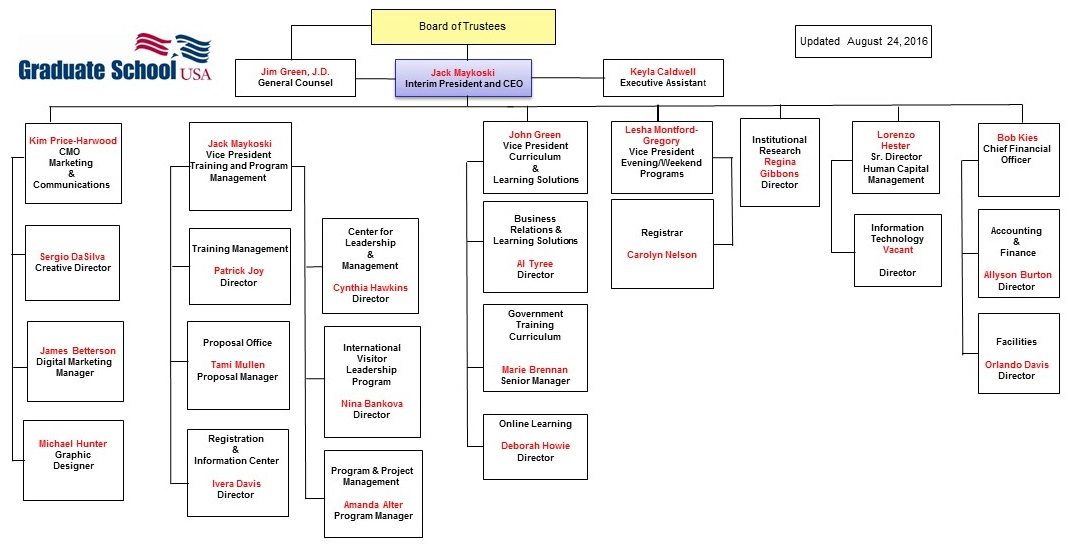 Board of Trustees
Updated August 24, 2016
Graduate School USA
Jim Green, J.D.
General Counsel
Jack Maykoski
Interim President and CEO
Keyla Caldwell
Executive Assistant
Kim Price-Harwood
CMO
Marketing
&
Communications
Sergio DaSilva
Creative Director
James Betterson
Digital Marketing
Manager
Michael Hunter
Graphic
Designer
Jack Maykoski
Vice President
Training and Program
Management
Training Management
Patrick Joy
Director
Proposal Office
Tami Mullen
Proposal Manager
Registration
&
Information Center
Ivera Davis
Director
Center for
Leadership
&
Management
Cynthia Hawkins
Director
International
Visitor
Leadership
Program
Nina Bankova
Director
Program & Project
Management
Amanda Alter
Program Manager
John Green
Vice President
Curriculum
&
Learning Solutions
Business
Relations &
Learning Solutions
Al Tyree
Director
Government
Training
Curriculum
Marie Brennan
Senior Manager
Online Learning
Deborah Howie
Director
Lesha Montford-
Gregory
Vice President
Evening/Weekend
Programs
Registrar
Carolyn Nelson
Institutional
Research
Regina
Gibbons
Director
Lorenzo
Hester
Sr. Director
Human Capital
Management
Information
Technology
Vacant
Director
Bob Kies
Chief Financial
Officer
Accounting
&
Finance
Allyson Burton
Director
Facilities
Orlando Davis
Director